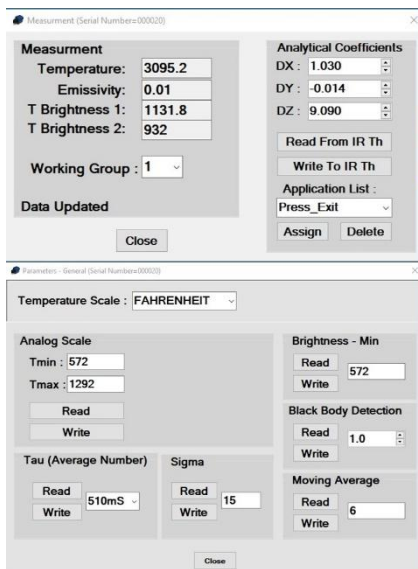 Measurment (Serial Number=000020)
Measurment
Temperature: 3095.2
Emissivity: 0.01
T Brightness 1: 1131.8
T Brightness 2: 932
Working Group : 1
Data Updated
Close
Analytical Coefficients
DX : 1.030
DY : -0.014
DZ : 9.090
Read From IR Th
Write To IR Th
Application List :
Press_Exit
Assign Delete
Parameters - General (Serial Number=000020)
Temperature Scale : FAHRENHEIT
Analog Scale
Tmin : 572
Tmax : 1292
Read
Write
Brightness - Min
Read
572
Write
Black Body Detection
Read
1.0
Write
Tau (Average Number)
Read
510mS
Write
Sigma
Read
15
Write
Moving Average
Read
6
Write
Close